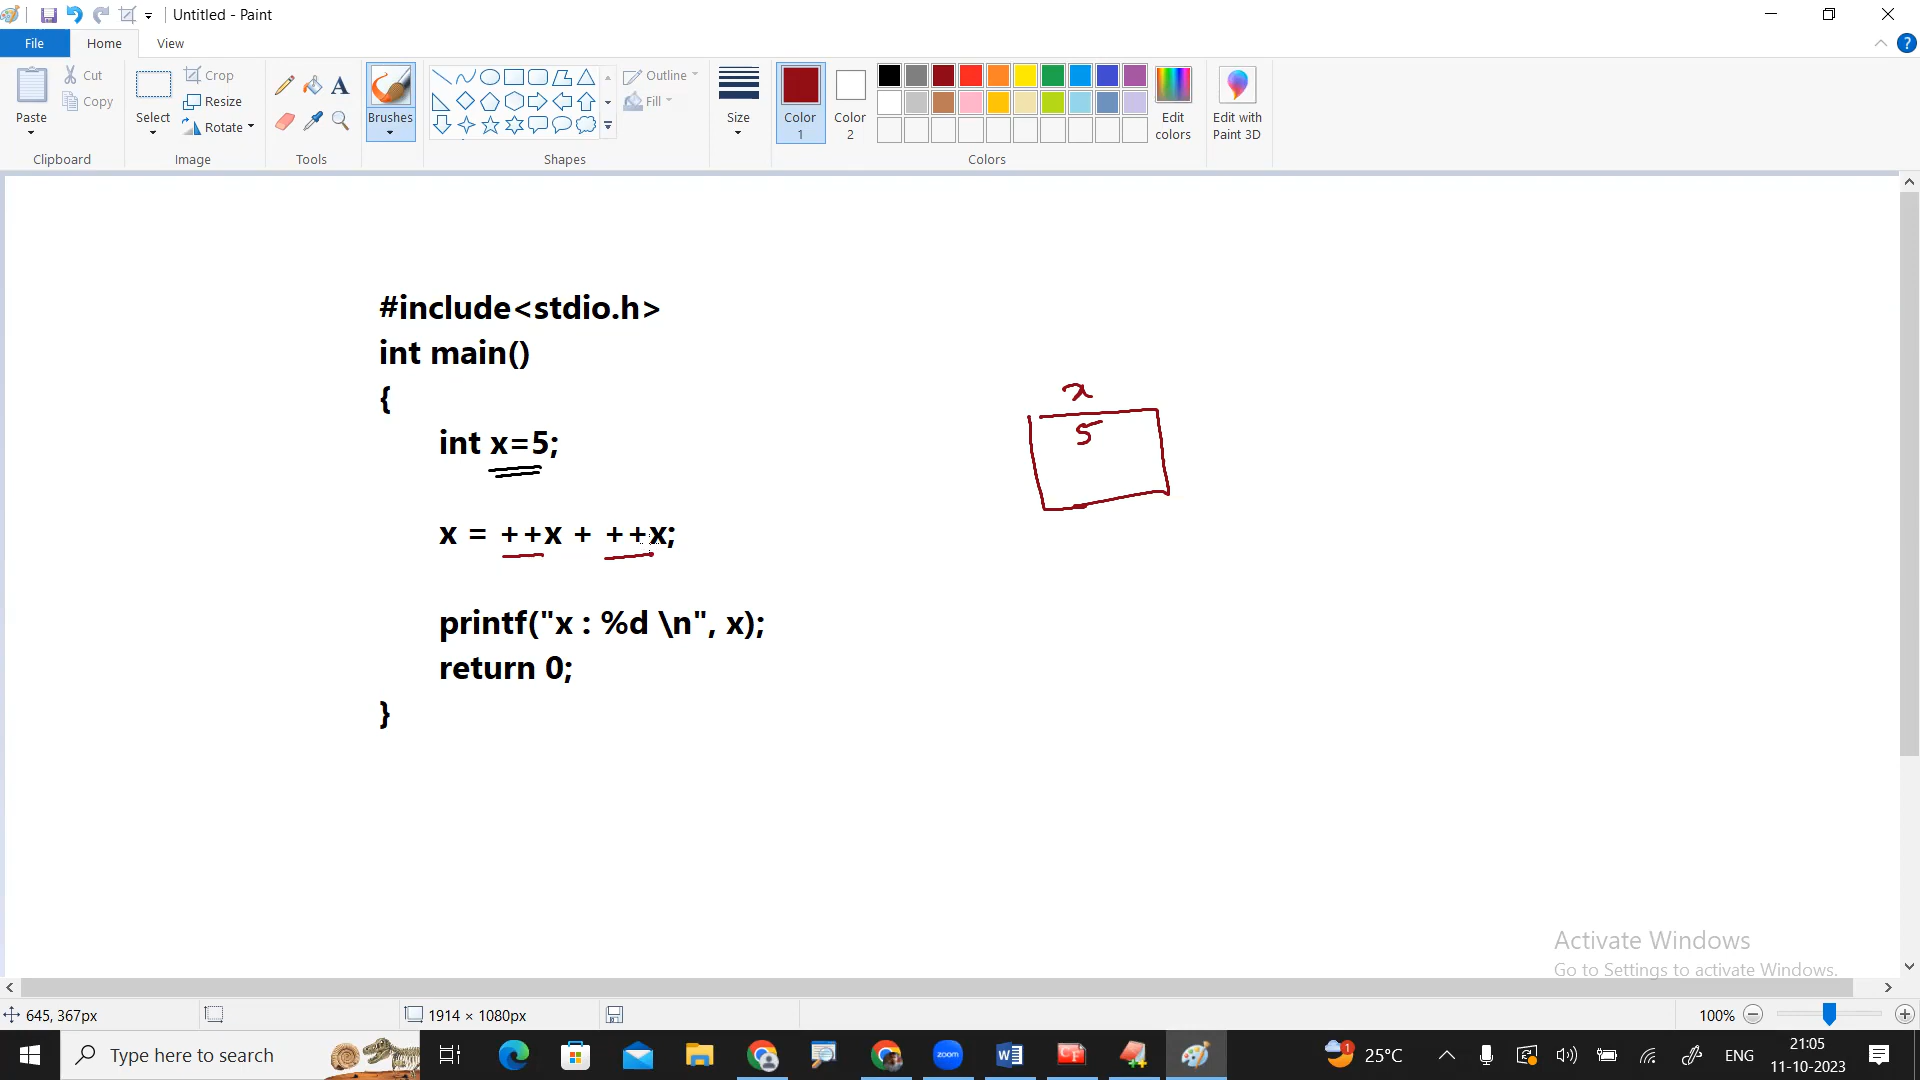 Untitled - Paint
File Home View
Paste
Cut
Copy
Clipboard
Select
Crop
Resize
Rotate
Image
Tools
Brushes
Shapes
Outline
Fill
Size
Color 1
Color 2
Colors
Edit colors
Edit with Paint 3D
#include<stdio.h>
int main()
{
int x=5;
x = ++x + ++x;
printf("x : %d \n", x);
return 0;
}
x
5
Activate Windows
Go to Settings to activate Windows.
645, 367px
1914 × 1080px
100%
Type here to search
zoom
W
CF
1
25°C
ENG
21:05
11-10-2023